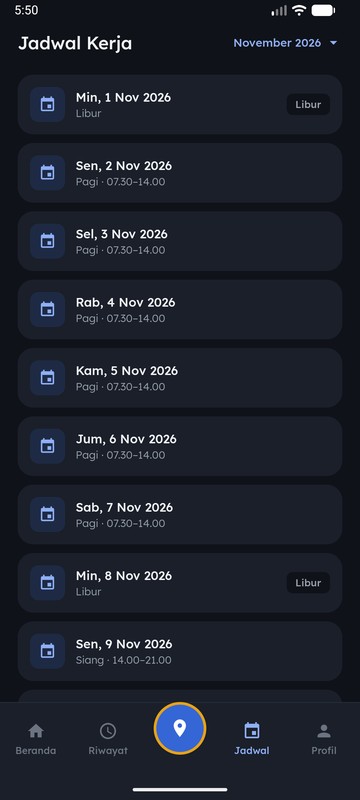 5:50
Jadwal Kerja
November 2026
Min, 1 Nov 2026
Libur
Libur
Sen, 2 Nov 2026
Pagi · 07.30–14.00
Sel, 3 Nov 2026
Pagi · 07.30–14.00
Rab, 4 Nov 2026
Pagi · 07.30–14.00
Kam, 5 Nov 2026
Pagi · 07.30–14.00
Jum, 6 Nov 2026
Pagi · 07.30–14.00
Sab, 7 Nov 2026
Pagi · 07.30–14.00
Min, 8 Nov 2026
Libur
Libur
Sen, 9 Nov 2026
Siang · 14.00–21.00
Beranda
Riwayat
Jadwal
Profil